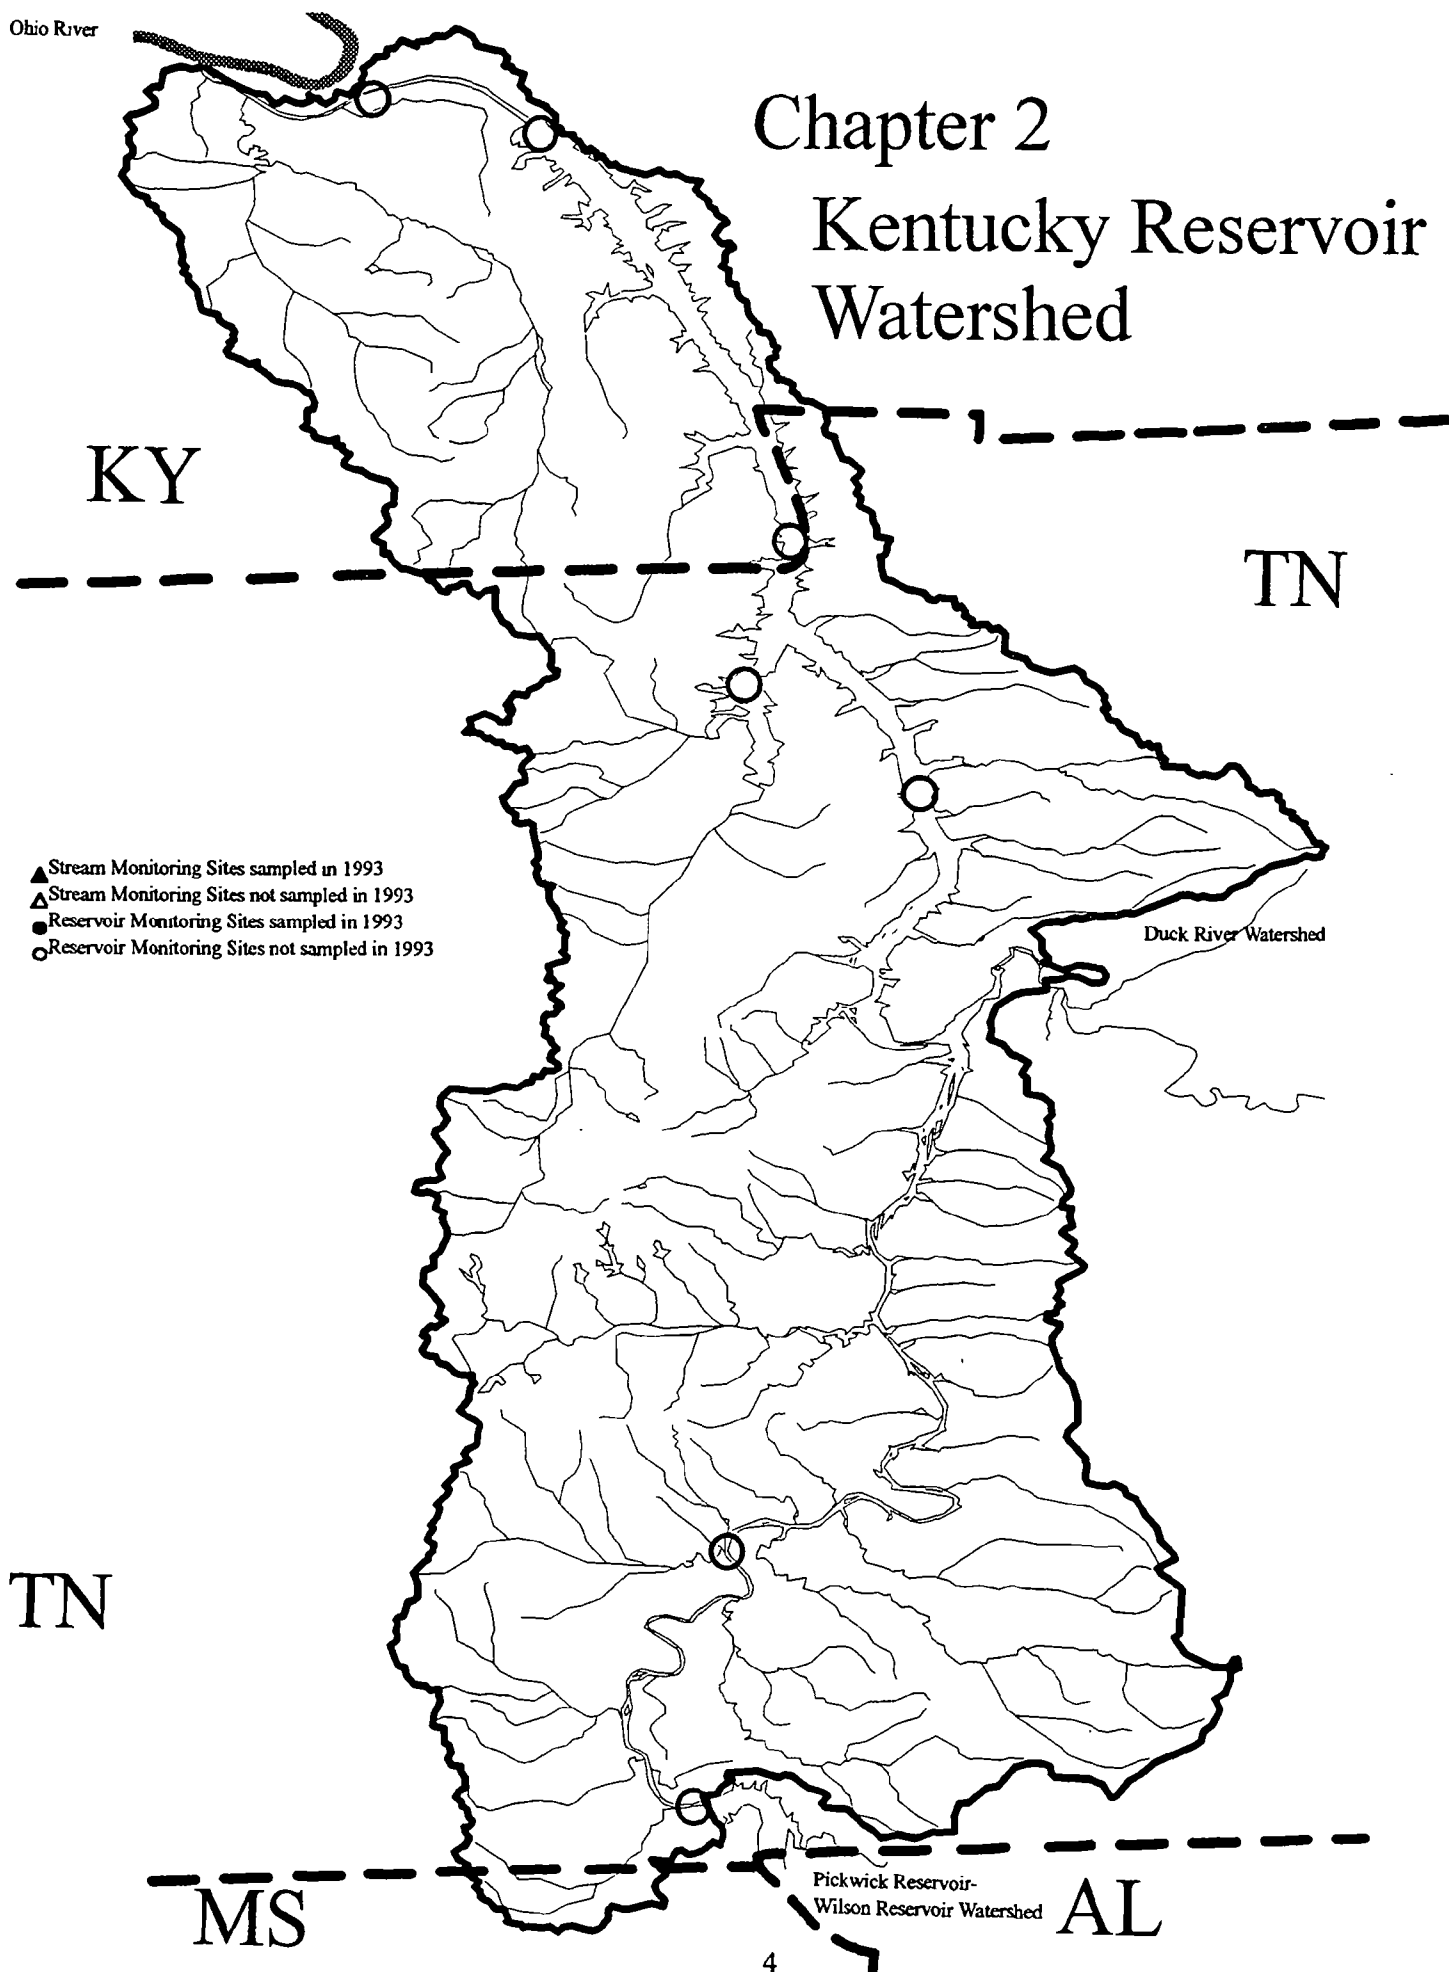 Ohio River
Chapter 2
Kentucky Reservoir
Watershed
KY
TN
Stream Monitoring Sites sampled in 1993
Stream Monitoring Sites not sampled in 1993
Reservoir Monitoring Sites sampled in 1993
Reservoir Monitoring Sites not sampled in 1993
Duck River Watershed
TN
Pickwick Reservoir-
Wilson Reservoir Watershed
MS
AL
4